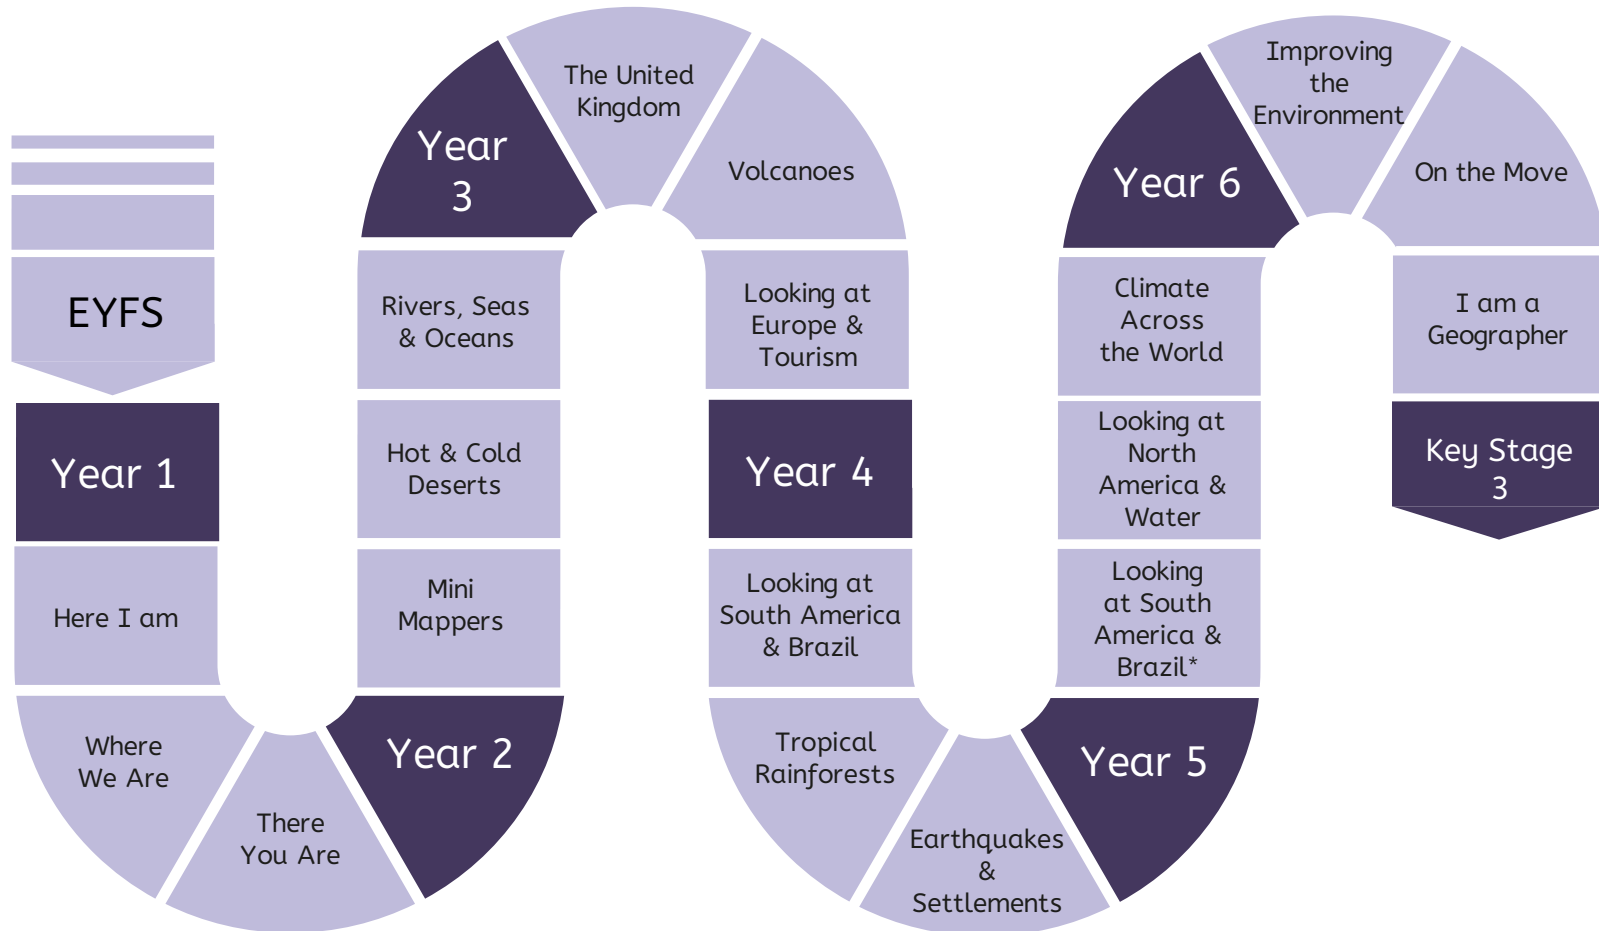 EYFS
Year 1
Here I am
Where
We Are
There
You Are
Year 2
Mini
Mappers
Hot & Cold
Deserts
Rivers, Seas
& Oceans
Year
3
The United
Kingdom
Volcanoes
Looking at
Europe &
Tourism
Year 4
Looking at
South America
& Brazil
Tropical
Rainforests
Earthquakes
&
Settlements
Year 5
Looking
at South
America &
Brazil*
Looking at
North
America &
Water
Climate
Across
the World
Year 6
Improving
the
Environment
On the Move
I am a
Geographer
Key Stage
3